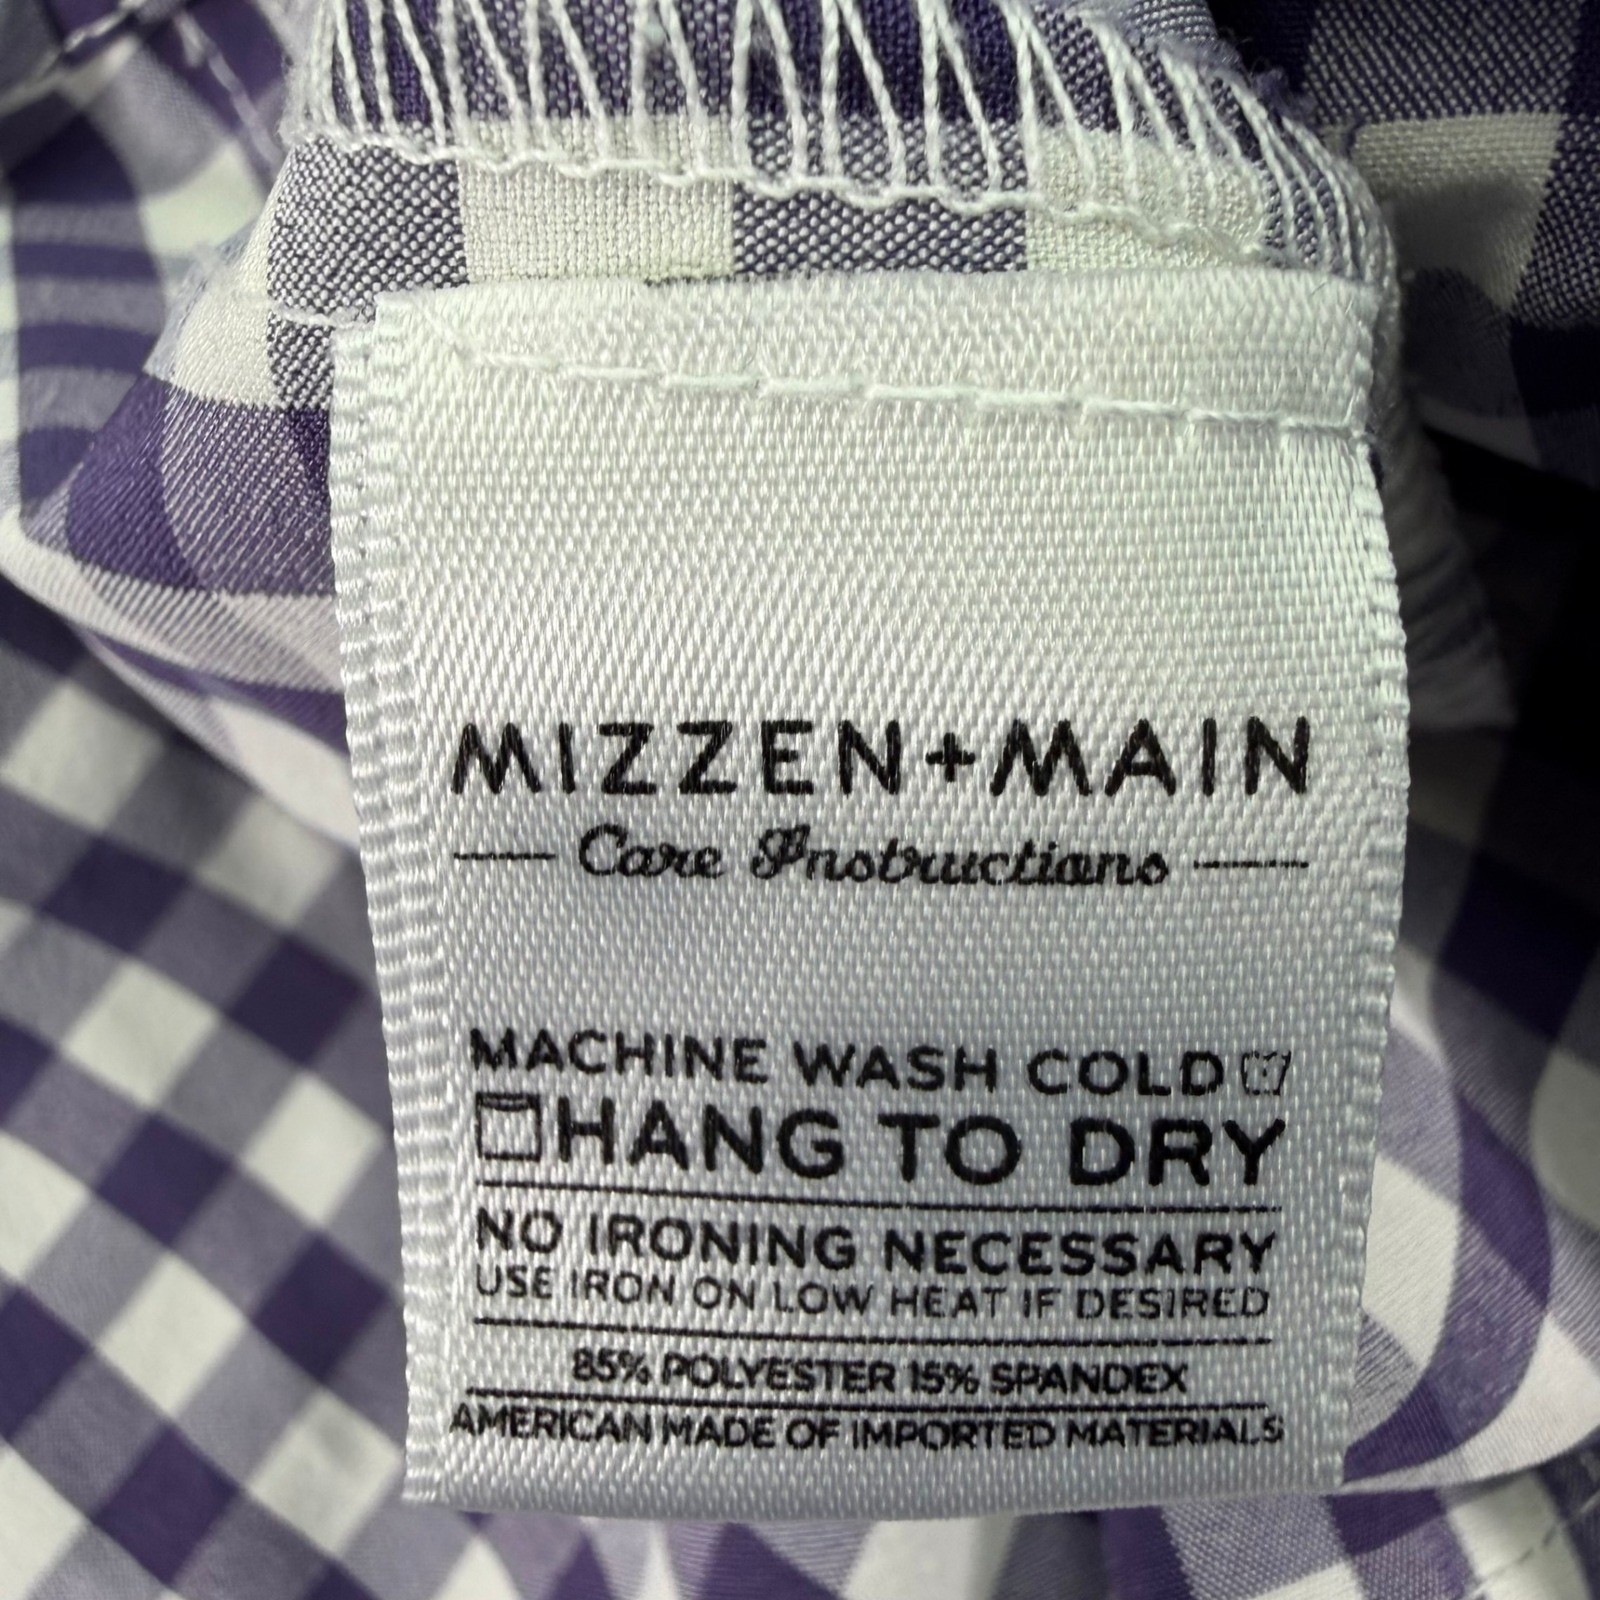 MIZZEN+MAIN
Care Instructions
MACHINE WASH COLD
HANG TO DRY
NO IRONING NECESSARY
USE IRON ON LOW HEAT IF DESIRED
85% POLYESTER 15% SPANDEX
AMERICAN MADE OF IMPORTED MATERIALS